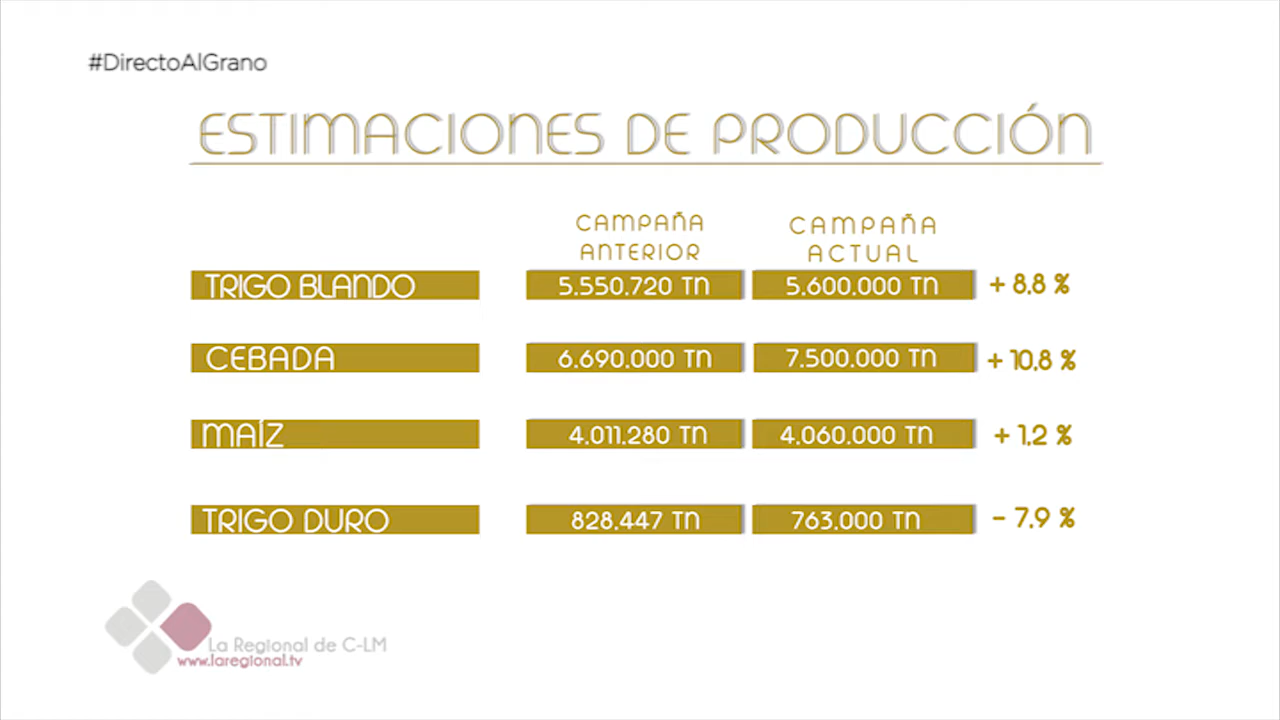 #DirectoAlGrano
ESTIMACIONES DE PRODUCCIÓN
CAMPAÑA ANTERIOR
CAMPAÑA ACTUAL
TRIGO BLANDO 5.550.720 TN 5.600.000 TN + 8.8 %
CEBADA 6.690.000 TN 7.500.000 TN + 10,8 %
MAÍZ 4.011.280 TN 4.060.000 TN + 1,2 %
TRIGO DURO 828.447 TN 763.000 TN - 7,9 %
La Regional de C-LM
www.laregional.tv